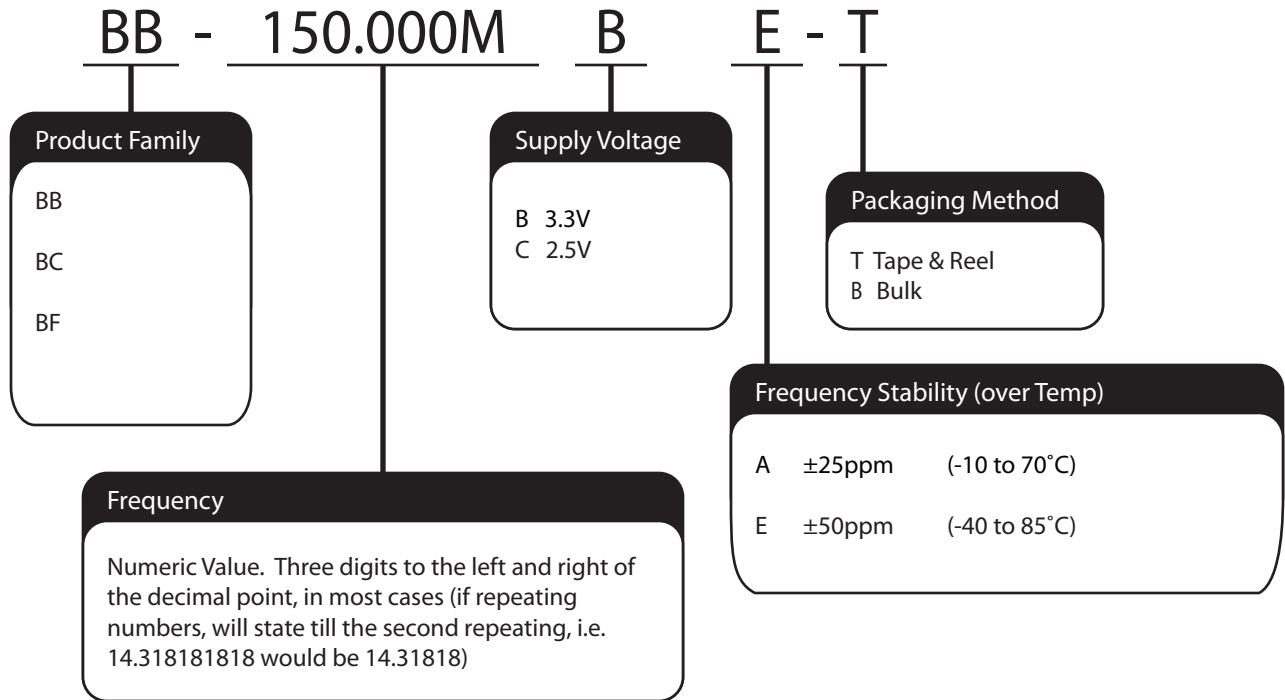 BB - 150.000M B E - T
Product Family
BB
BC
BF
Supply Voltage
B 3.3V
C 2.5V
Packaging Method
T Tape & Reel
B Bulk
Frequency Stability (over Temp)
A ±25ppm (-10 to 70˚C)
E ±50ppm (-40 to 85˚C)
Frequency
Numeric Value. Three digits to the left and right of
the decimal point, in most cases (if repeating
numbers, will state till the second repeating, i.e.
14.318181818 would be 14.31818)